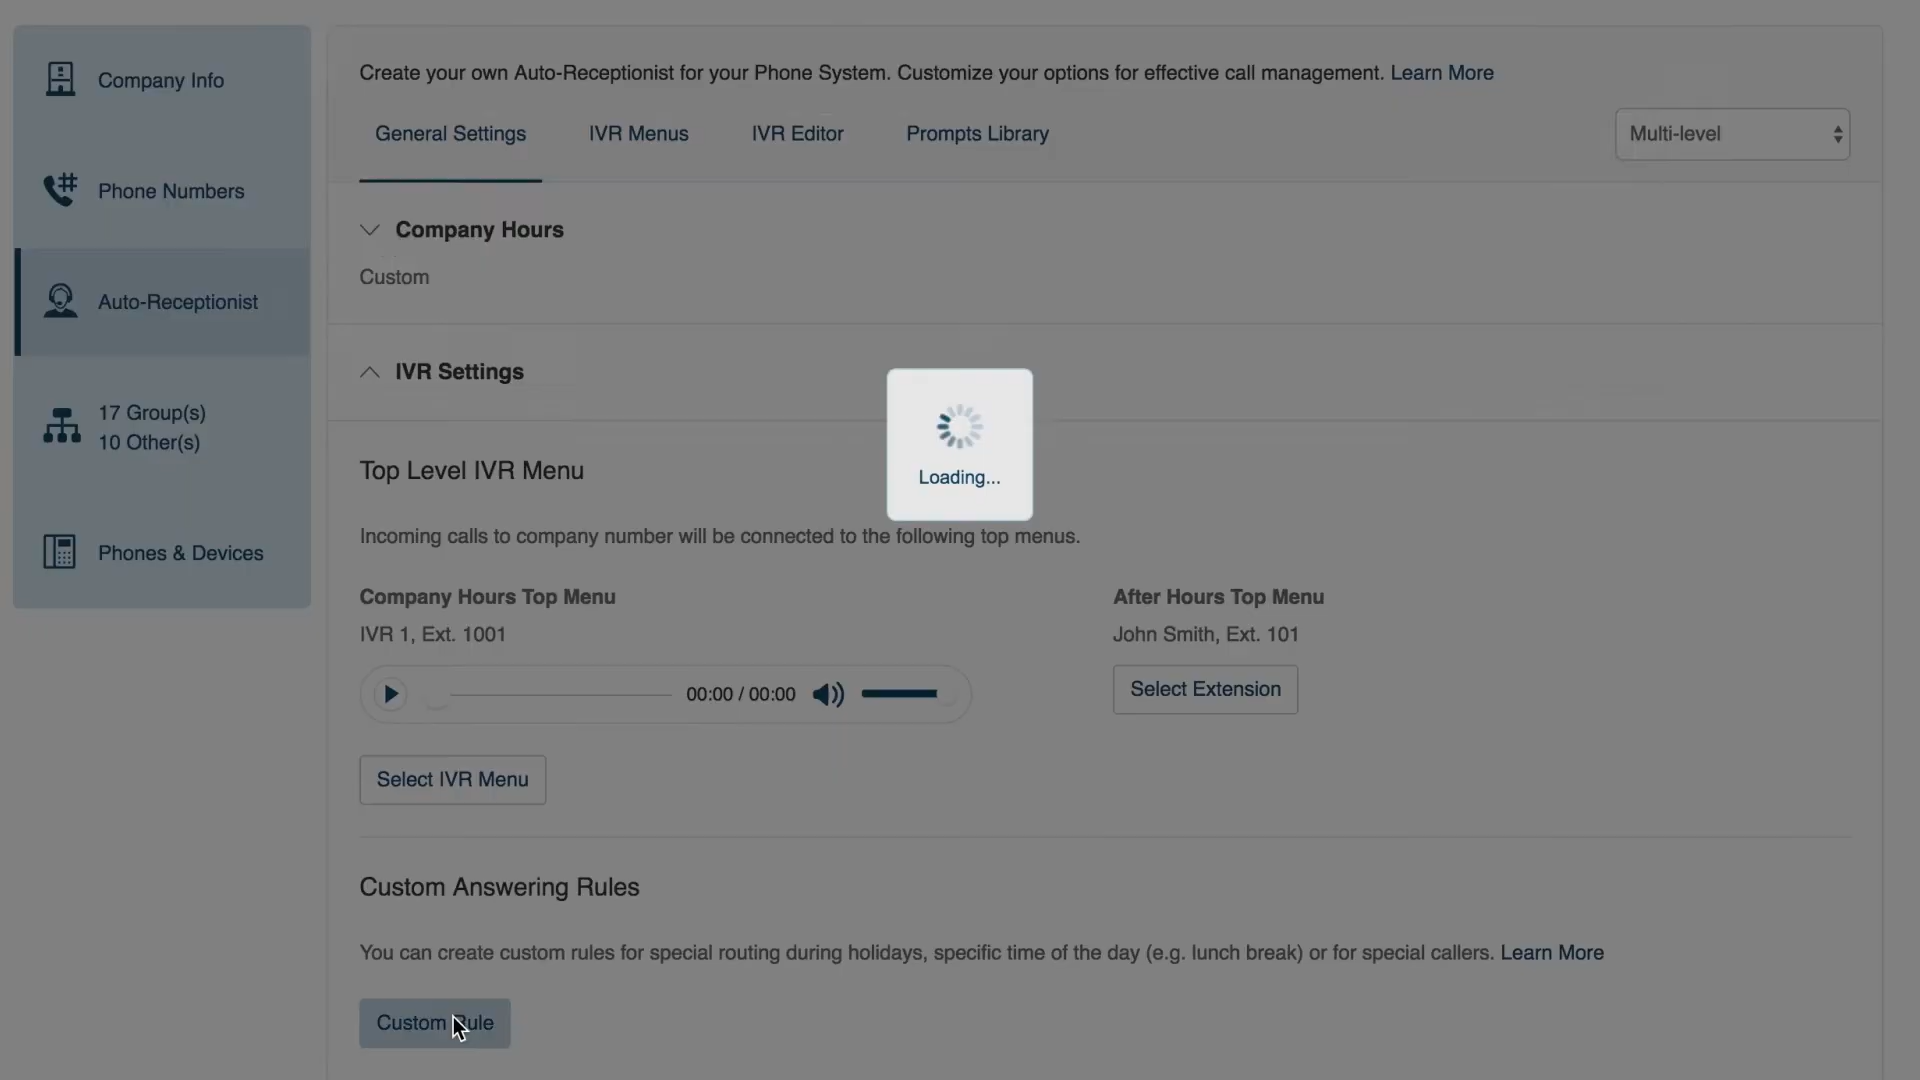 Company Info
Phone Numbers
Auto-Receptionist
17 Group(s)
10 Other(s)
Phones & Devices
Create your own Auto-Receptionist for your Phone System. Customize your options for effective call management. Learn More
General Settings
IVR Menus
IVR Editor
Prompts Library
Multi-level
Company Hours
Custom
IVR Settings
Loading...
Top Level IVR Menu
Incoming calls to company number will be connected to the following top menus.
Company Hours Top Menu
IVR 1, Ext. 1001
00:00 / 00:00
Select IVR Menu
After Hours Top Menu
John Smith, Ext. 101
Select Extension
Custom Answering Rules
You can create custom rules for special routing during holidays, specific time of the day (e.g. lunch break) or for special callers. Learn More
Custom Rule